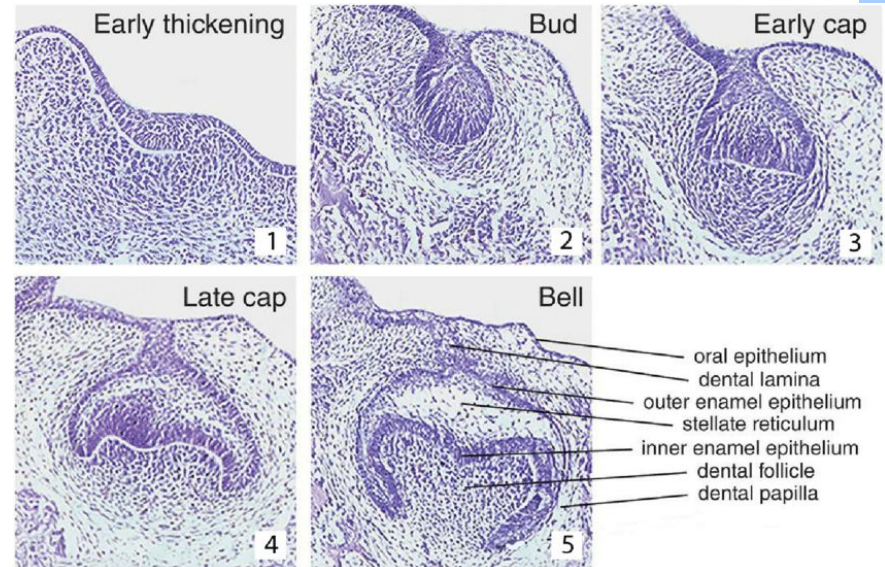 Early thickening
1
Bud
2
Early cap
3
Late cap
4
Bell
5
oral epithelium
dental lamina
outer enamel epithelium
stellate reticulum
inner enamel epithelium
dental follicle
dental papilla